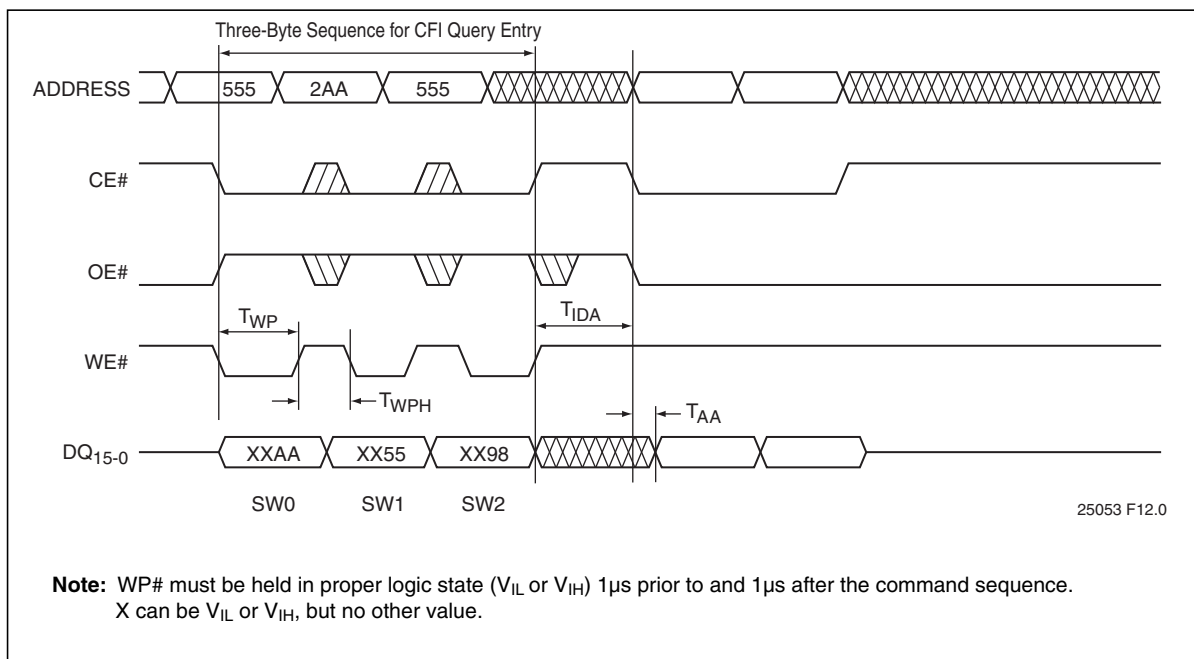 Three-Byte Sequence for CFI Query Entry
ADDRESS 555 2AA 555
CE#
OE#
TWP TIDA
WE#
TWPH TAA
DQ15-0 XXAA XX55 XX98
SW0 SW1 SW2
25053 F12.0
Note: WP# must be held in proper logic state (VIL or VIH) 1µs prior to and 1µs after the command sequence.
X can be VIL or VIH, but no other value.